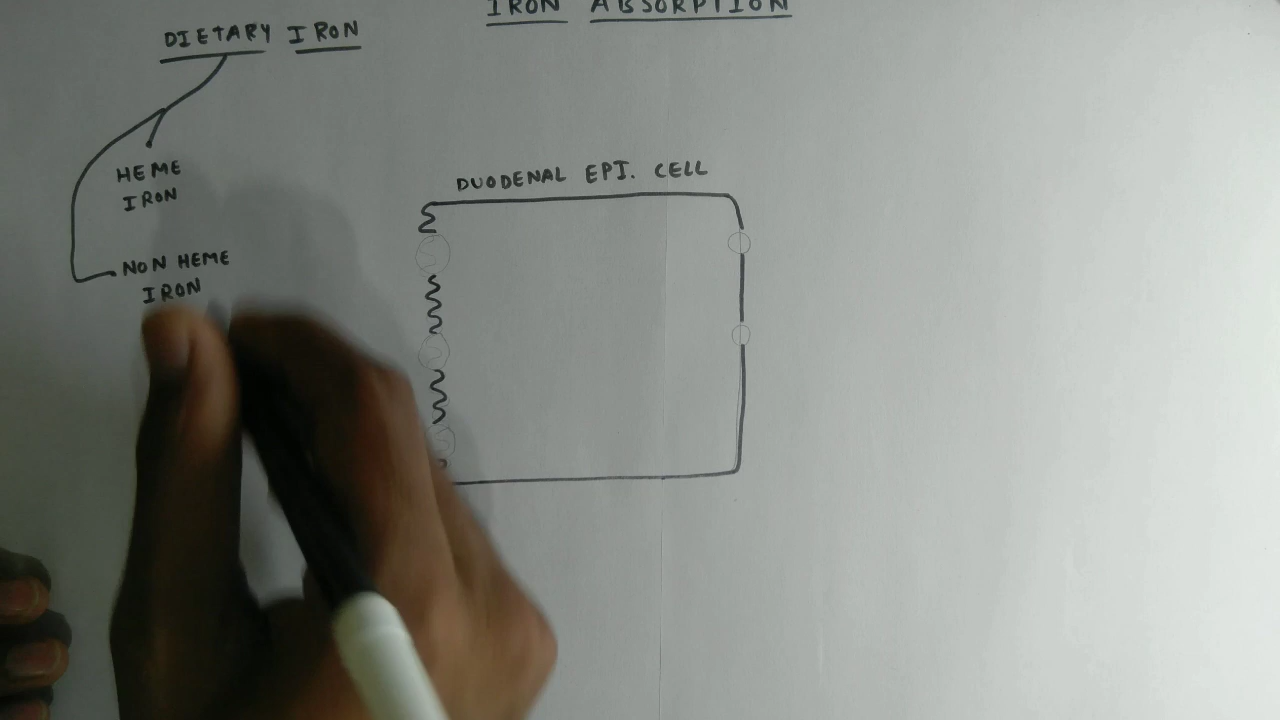 IRON ABSORPTION
DIETARY IRON
HEME
IRON
NON HEME
IRON
DUODENAL EPI. CELL